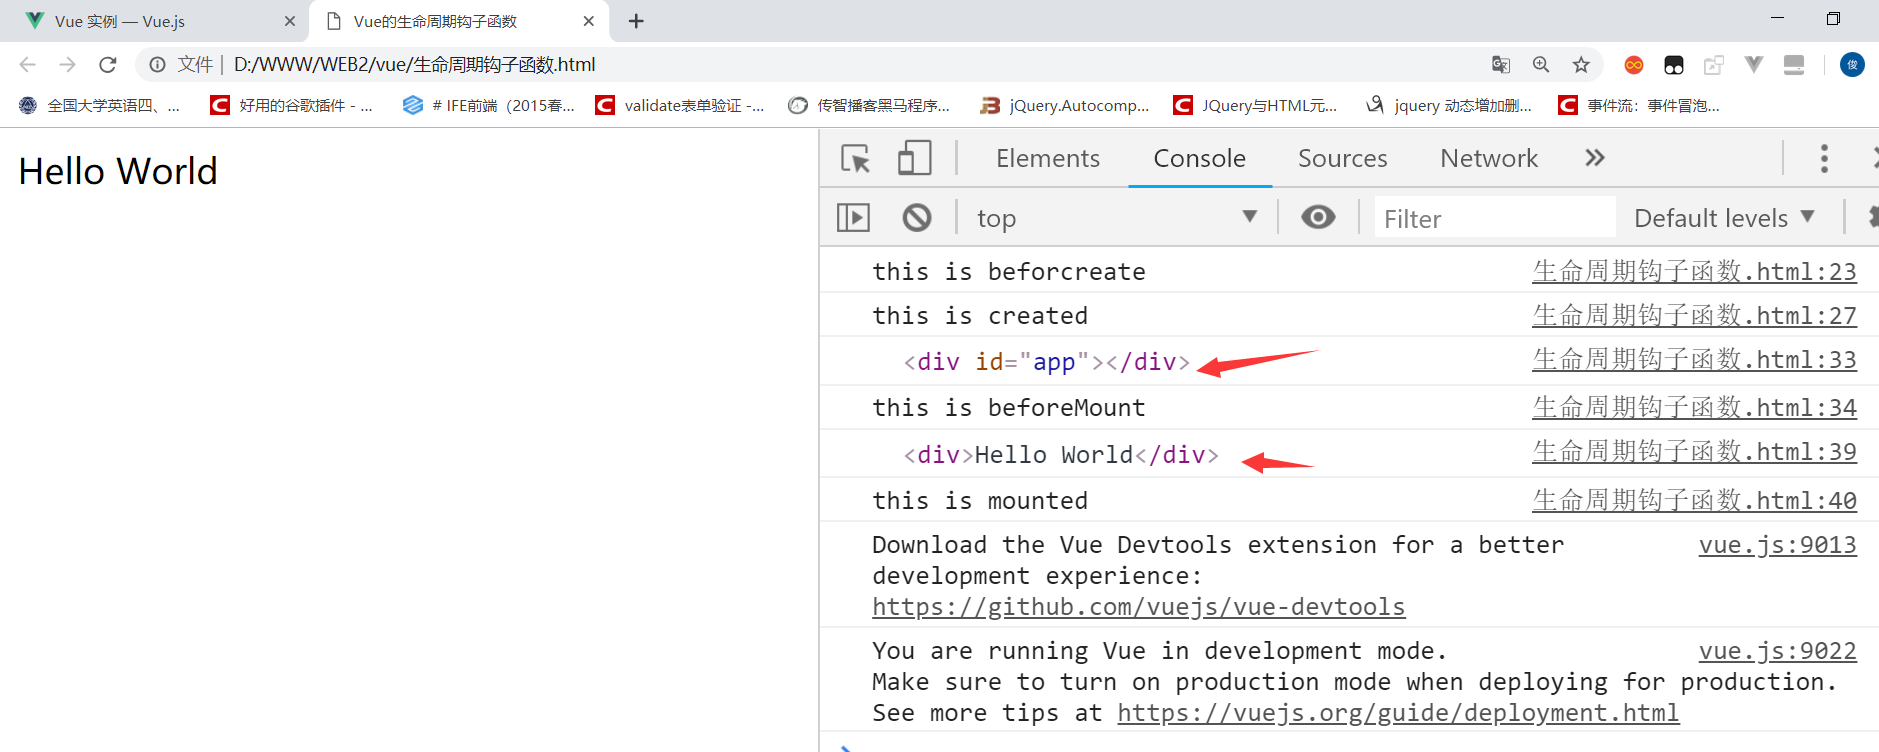 Vue 实例 — Vue.js
Vue的生命周期钩子函数
文件 | D:/WWW/WEB2/vue/生命周期钩子函数.html
俊
全国大学英语四、...
好用的谷歌插件 - ...
# IFE前端（2015春...
validate表单验证 -...
传智播客黑马程序...
jQuery.Autocomp...
JQuery与HTML元...
jquery 动态增加删...
事件流：事件冒泡...
Hello World
Elements
Console
Sources
Network
top
Filter
Default levels
this is beforcreate 生命周期钩子函数.html:23
this is created 生命周期钩子函数.html:27
<div id="app"></div> 生命周期钩子函数.html:33
this is beforeMount 生命周期钩子函数.html:34
<div>Hello World</div> 生命周期钩子函数.html:39
this is mounted 生命周期钩子函数.html:40
Download the Vue Devtools extension for a better vue.js:9013
development experience:
https://github.com/vuejs/vue-devtools
You are running Vue in development mode. vue.js:9022
Make sure to turn on production mode when deploying for production.
See more tips at https://vuejs.org/guide/deployment.html